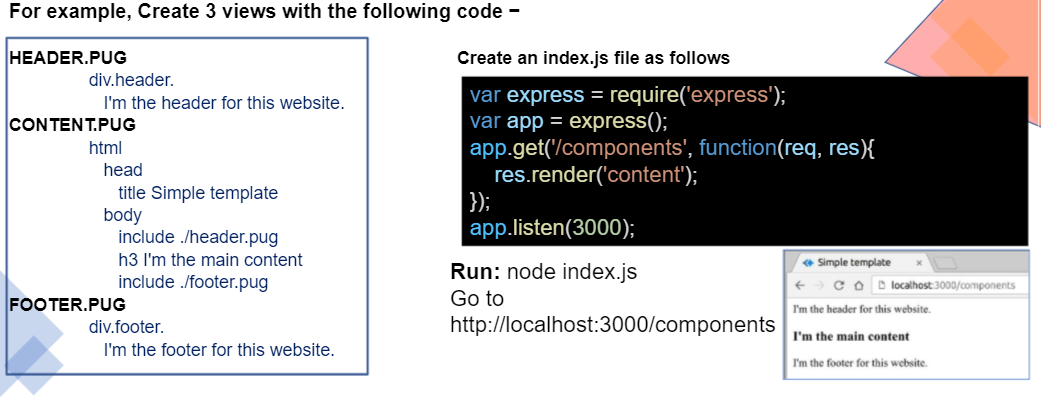 For example, Create 3 views with the following code −
HEADER.PUG
div.header.
I'm the header for this website.
CONTENT.PUG
html
head
title Simple template
body
include ./header.pug
h3 I'm the main content
include ./footer.pug
FOOTER.PUG
div.footer.
I'm the footer for this website.
Create an index.js file as follows
var express = require('express');
var app = express();
app.get('/components', function(req, res){
res.render('content');
});
app.listen(3000);
Run: node index.js
Go to
http://localhost:3000/components
Simple template
localhost:3000/components
I'm the header for this website.
I'm the main content
I'm the footer for this website.